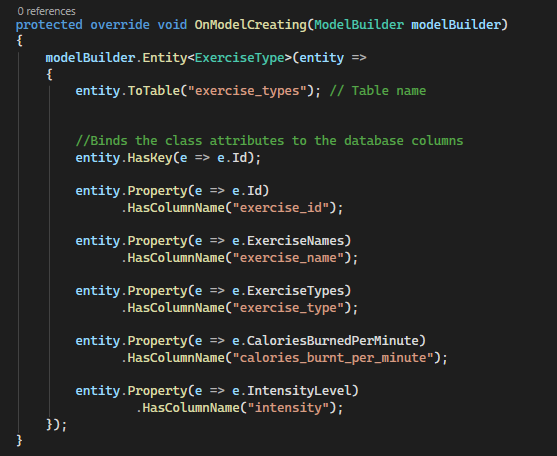 0 references
protected override void OnModelCreating(ModelBuilder modelBuilder)
{
modelBuilder.Entity<ExerciseType>(entity =>
{
entity.ToTable("exercise_types"); // Table name
//Binds the class attributes to the database columns
entity.HasKey(e => e.Id);
entity.Property(e => e.Id)
.HasColumnName("exercise_id");
entity.Property(e => e.ExerciseNames)
.HasColumnName("exercise_name");
entity.Property(e => e.ExerciseTypes)
.HasColumnName("exercise_type");
entity.Property(e => e.CaloriesBurnedPerMinute)
.HasColumnName("calories_burnt_per_minute");
entity.Property(e => e.IntensityLevel)
.HasColumnName("intensity");
});
}